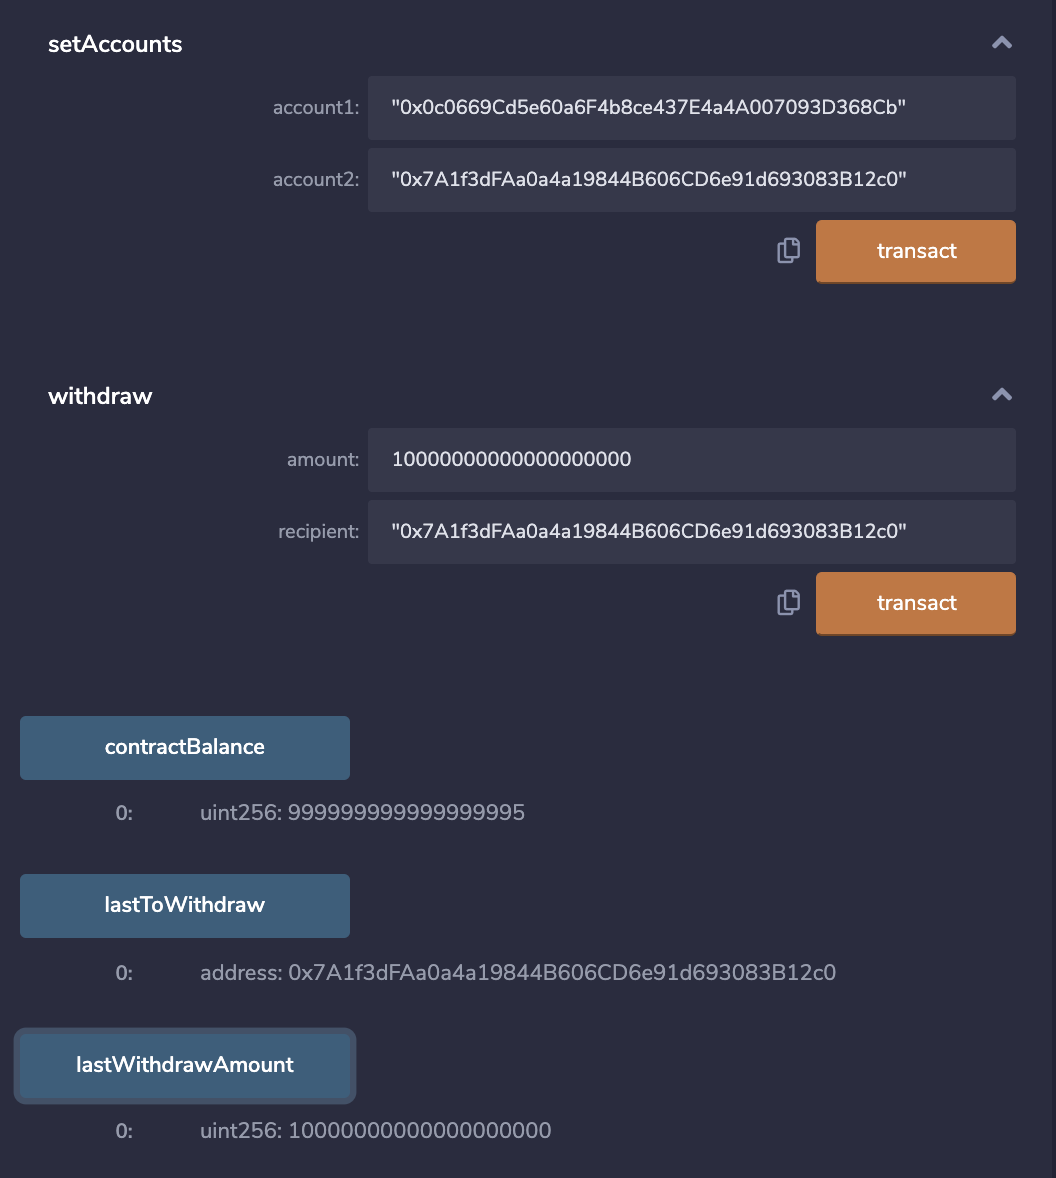 setAccounts
account1:
"0x0c0669Cd5e60a6F4b8ce437E4a4A007093D368Cb"
account2:
"0x7A1f3dFAa0a4a19844B606CD6e91d693083B12c0"
transact
withdraw
amount:
10000000000000000000
recipient:
"0x7A1f3dFAa0a4a19844B606CD6e91d693083B12c0"
transact
contractBalance
0: uint256: 999999999999999995
lastToWithdraw
0: address: 0x7A1f3dFAa0a4a19844B606CD6e91d693083B12c0
lastWithdrawAmount
0: uint256: 10000000000000000000